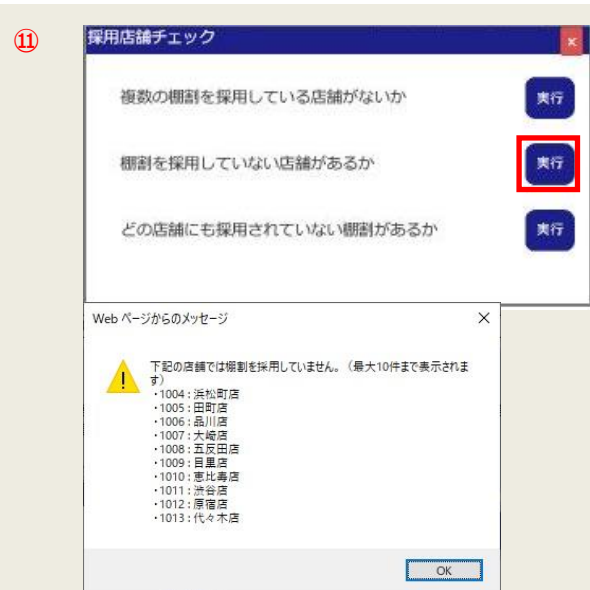 ⑪
採用店舗チェック
×
複数の棚割を採用している店舗がないか
実行
棚割を採用していない店舗があるか
実行
どの店舗にも採用されていない棚割があるか
実行
Web ページからのメッセージ
×
下記の店舗では棚割を採用していません。（最大10件まで表示されま
す）
・1004 : 浜松町店
・1005 : 田町店
・1006 : 品川店
・1007 : 大崎店
・1008 : 五反田店
・1009 : 目黒店
・1010 : 恵比寿店
・1011 : 渋谷店
・1012 : 原宿店
・1013 : 代々木店
OK